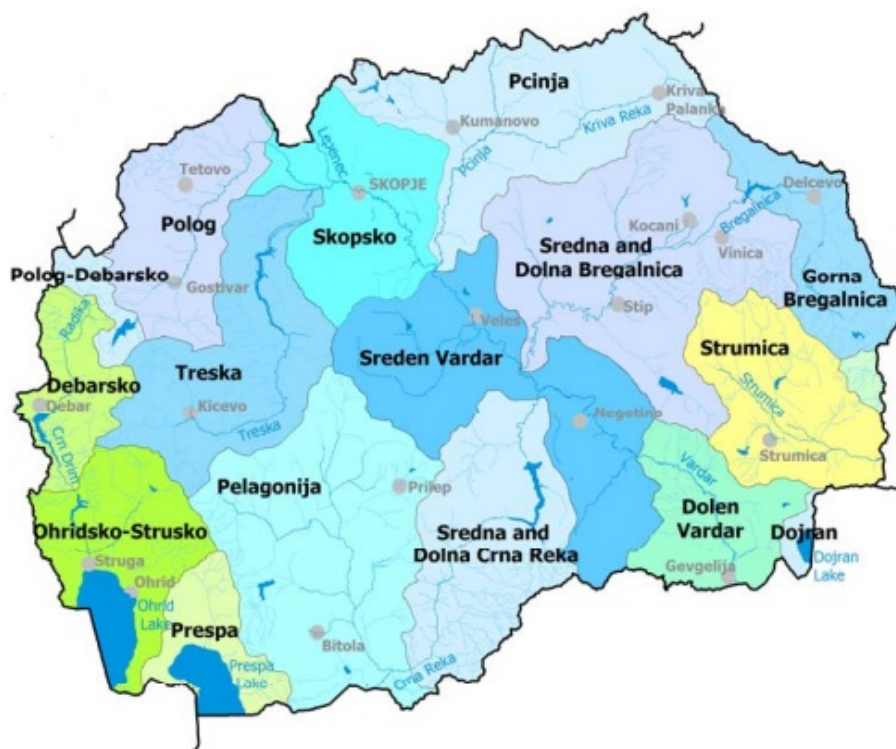 Pcinja
Kriva
Palanka
Kumanovo
Kriva Reka
Pcinja
Lepenec
Tetovo
SKOPJE
Delcevo
Polog
Kocani
Bregalnica
Skopsko
Sredna and
Dolna Bregalnica
Vinica
Polog-Debarsko
Gostivar
Gorna
Bregalnica
Radika
Stip
Veles
Strumica
Sreden Vardar
Treska
Debarsko
Debar
Kicevo
Treska
Negotino
Strumica
Crn Drim
Strumica
Vardar
Pelagonija
Prilep
Dolen
Vardar
Ohridsko-Strusko
Sredna and
Dolna Crna Reka
Dojran
Struga
Gevgelija
Dojran
Lake
Ohrid
Ohrid
Lake
Prespa
Bitola
Prespa
Lake
Crna Reka